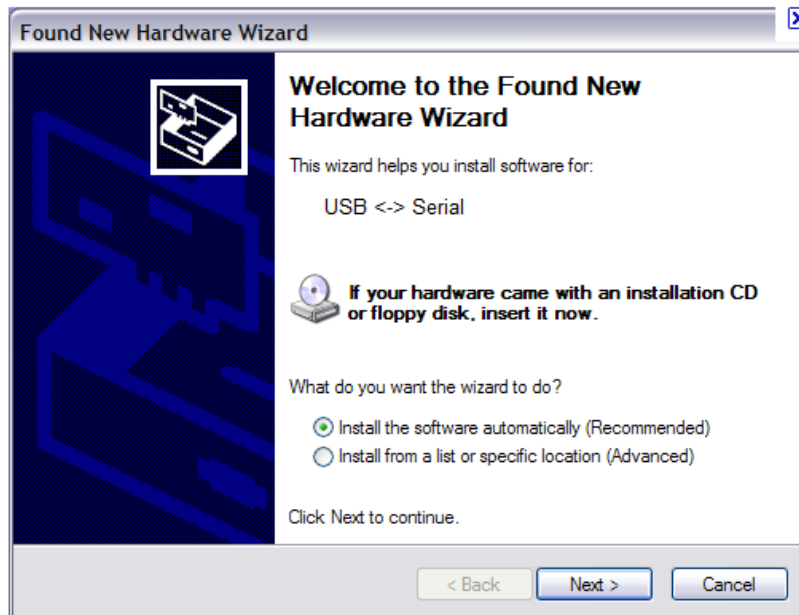 Found New Hardware Wizard
Welcome to the Found New
Hardware Wizard
This wizard helps you install software for:
USB <-> Serial
If your hardware came with an installation CD
or floppy disk, insert it now.
What do you want the wizard to do?
Install the software automatically (Recommended)
Install from a list or specific location (Advanced)
Click Next to continue.
< Back
Next >
Cancel